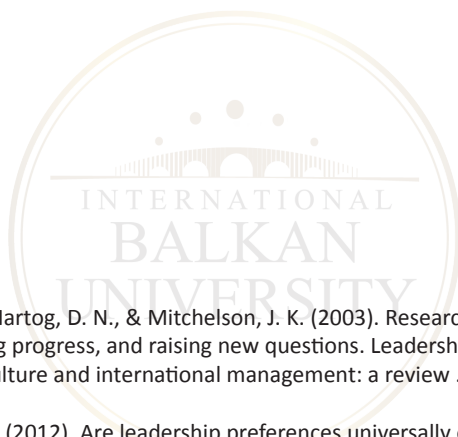 INTERNATIONAL
BALKAN
UNIVERSITY
Hartog, D. N., & Mitchelson, J. K. (2003). Researc
g progress, and raising new questions. Leadersh
ulture and international management: a review .
(2012). Are leadership preferences universally